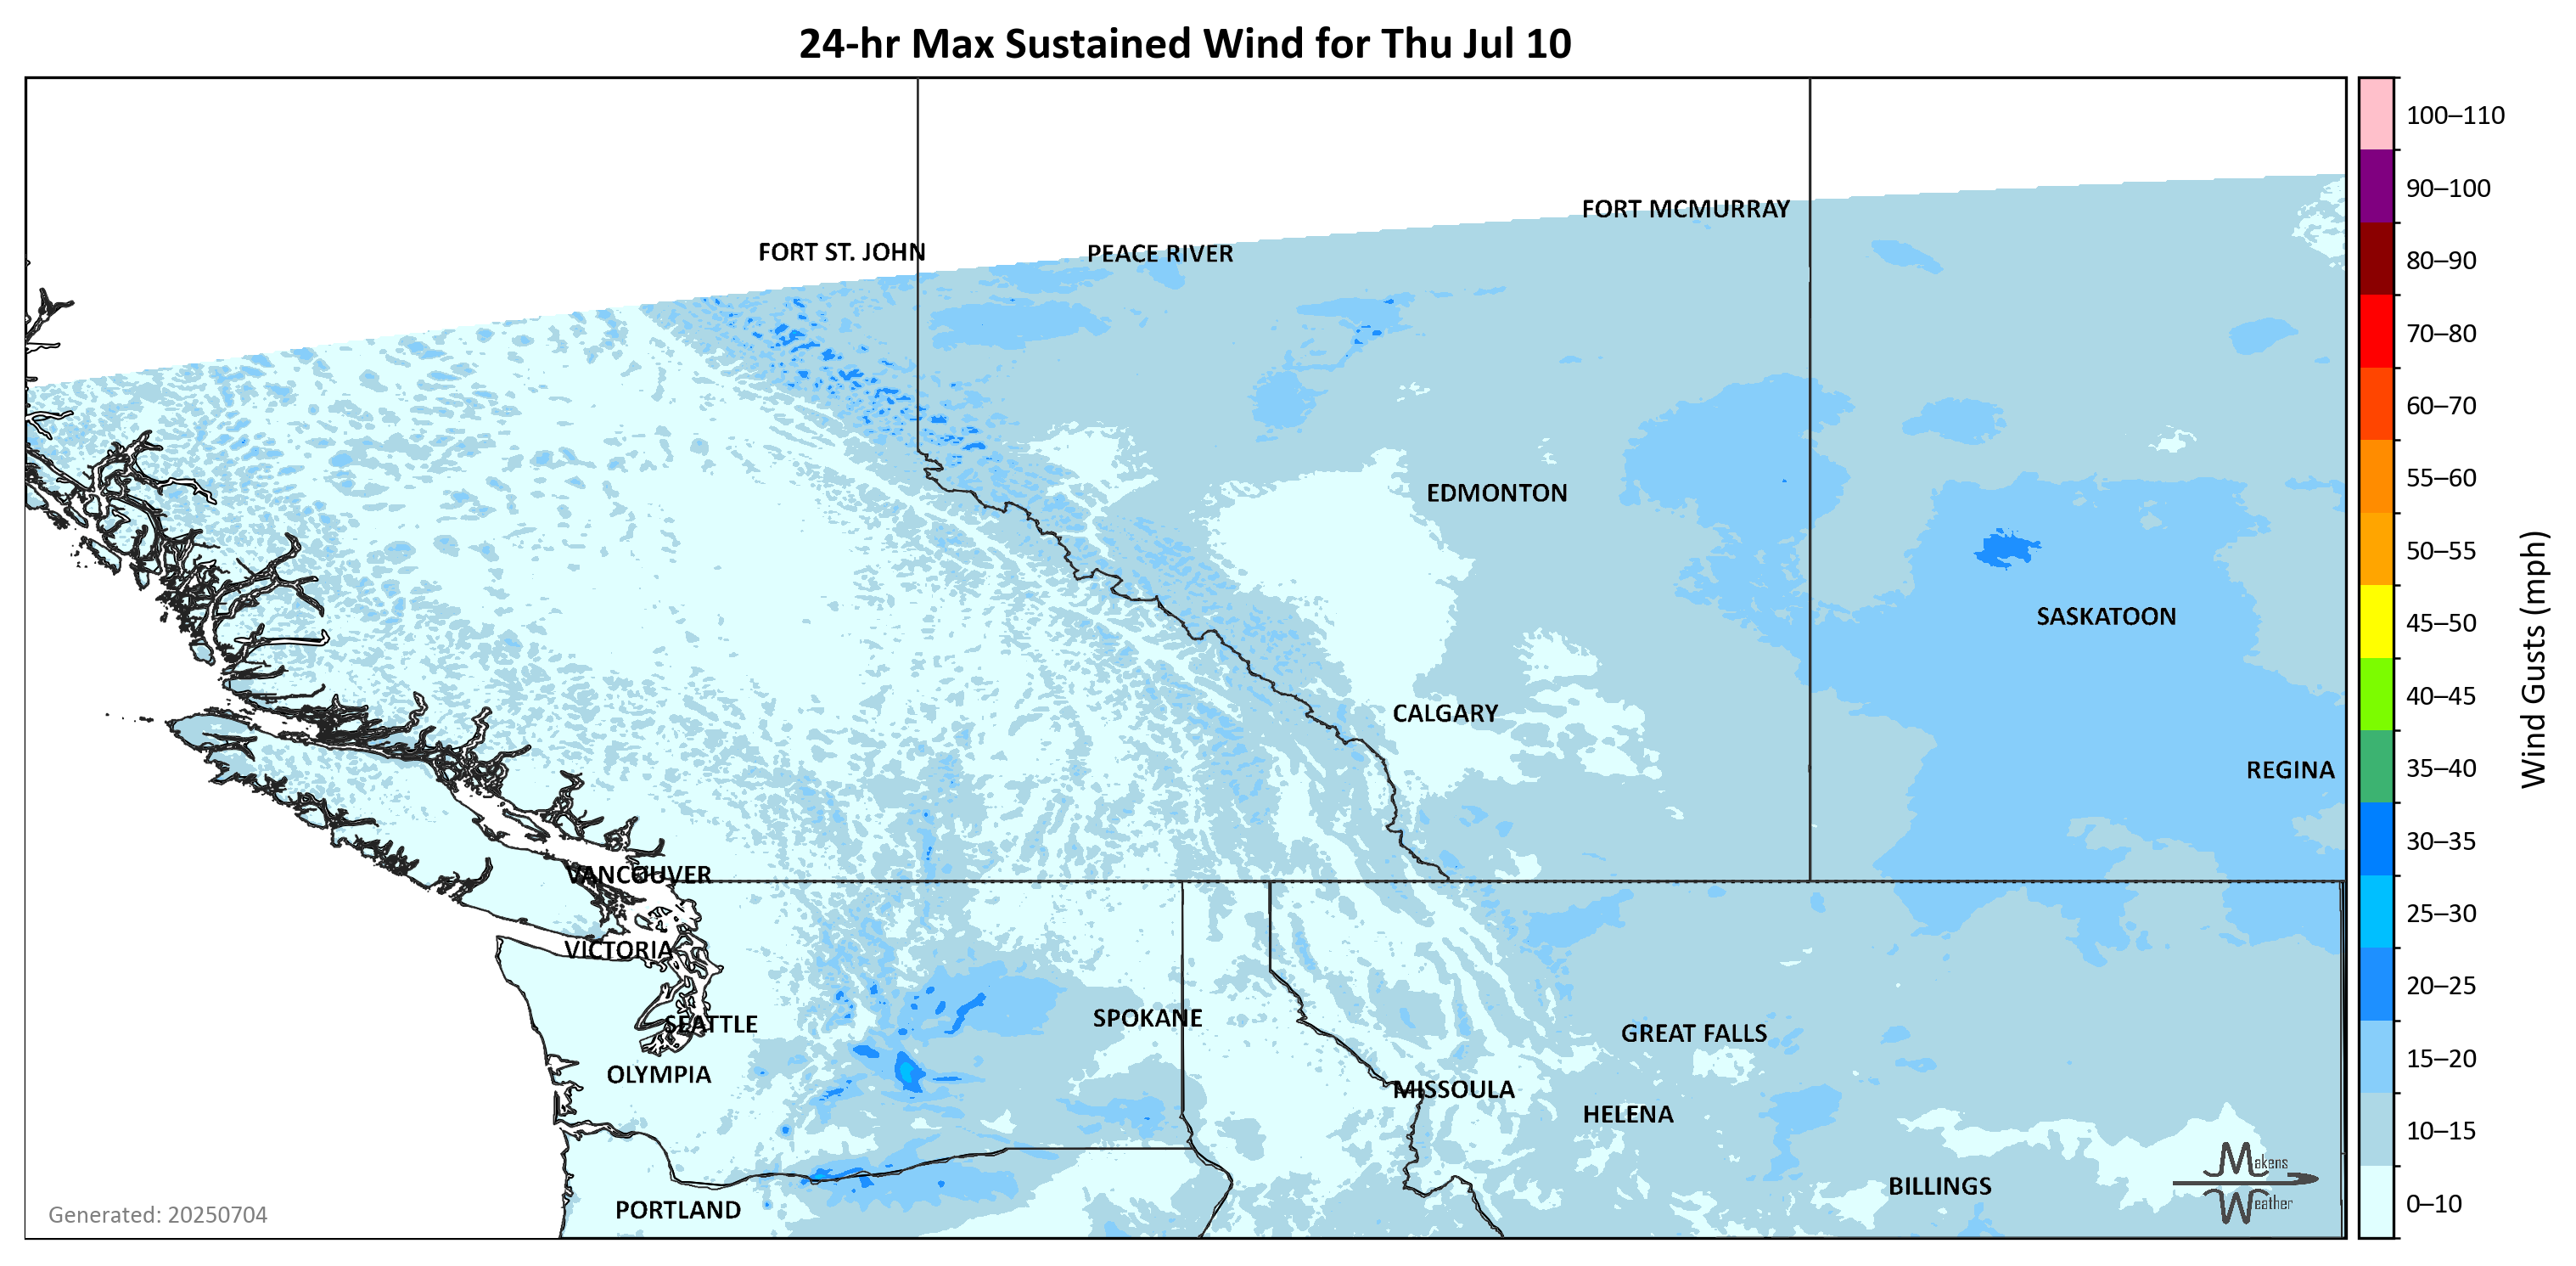 24-hr Max Sustained Wind for Thu Jul 10
100–110
90–100
80–90
70–80
60–70
55–60
50–55
45–50
40–45
35–40
30–35
25–30
20–25
15–20
10–15
0–10
Wind Gusts (mph)
FORT MCMURRAY
FORT ST. JOHN
PEACE RIVER
EDMONTON
SASKATOON
CALGARY
REGINA
VANCOUVER
VICTORIA
SEATTLE
SPOKANE
GREAT FALLS
OLYMPIA
MISSOULA
HELENA
BILLINGS
PORTLAND
Makens
Weather
Generated: 20250704